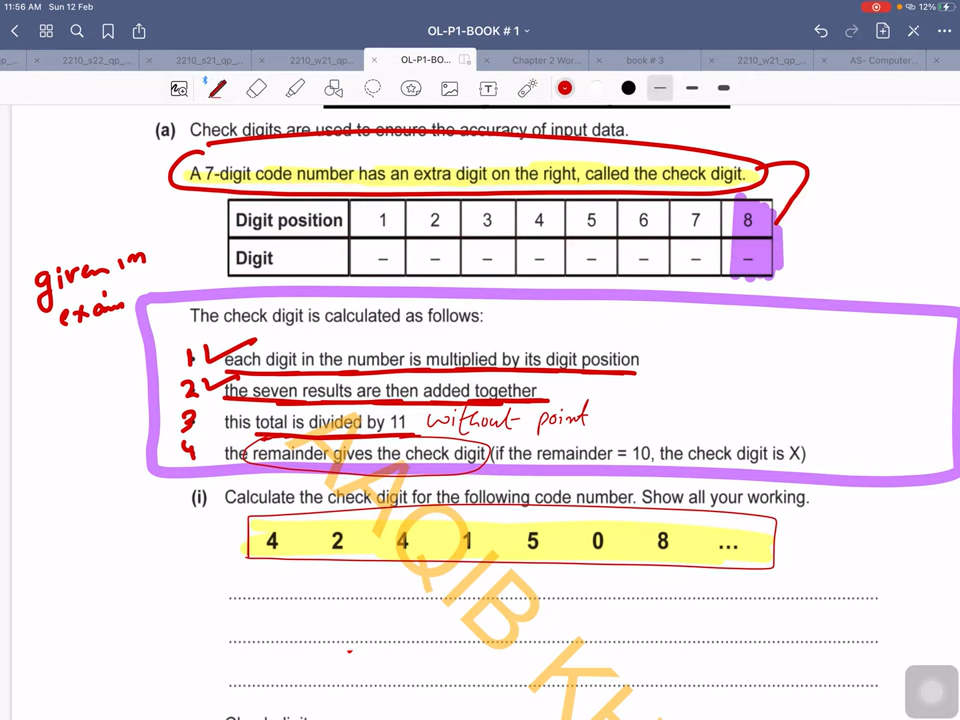 11:56 AM Sun 12 Feb
12%
OL-P1-BOOK # 1
2210_s22_qp_...
2210_s21_qp_...
2210_w21_qp...
OL-P1-BO...
Chapter 2 Wor...
book # 3
2210_w21_qp_...
AS- Computer...
(a) Check digits are used to ensure the accuracy of input data.
A 7-digit code number has an extra digit on the right, called the check digit.
Digit position 1 2 3 4 5 6 7 8
Digit – – – – – – – –
given in
exam
The check digit is calculated as follows:
1 each digit in the number is multiplied by its digit position
2 the seven results are then added together
3 this total is divided by 11 without point
4 the remainder gives the check digit (if the remainder = 10, the check digit is X)
(i) Calculate the check digit for the following code number. Show all your working.
4 2 4 1 5 0 8 ...
AAQIB